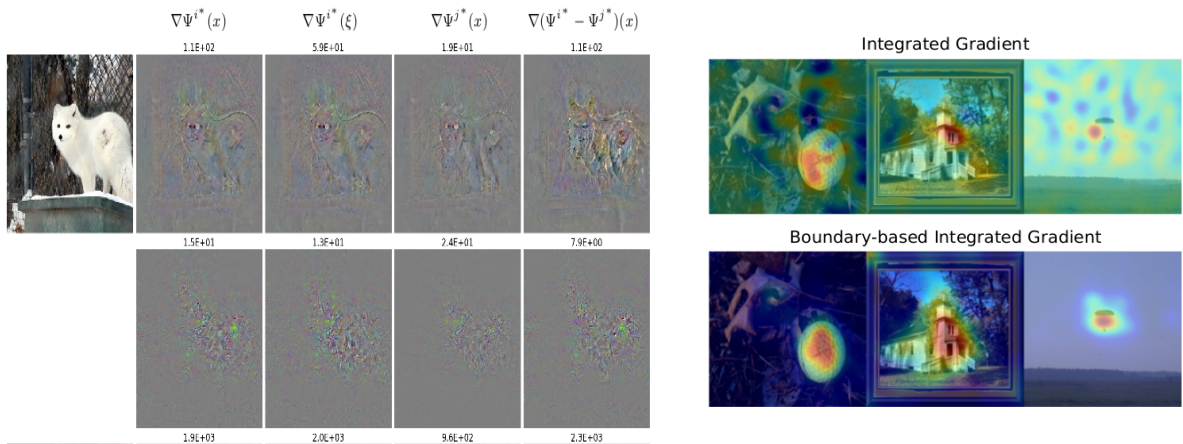 ∇Ψ^{i*}(x) ∇Ψ^{i*}(ξ) ∇Ψ^{j*}(x) ∇(Ψ^{i*} − Ψ^{j*})(x)
1.1E+02 5.9E+01 1.9E+01 1.1E+02
1.5E+01 1.3E+01 2.4E+01 7.9E+00
1.9E+03 2.0E+03 9.6E+02 2.3E+03
Integrated Gradient
Boundary-based Integrated Gradient